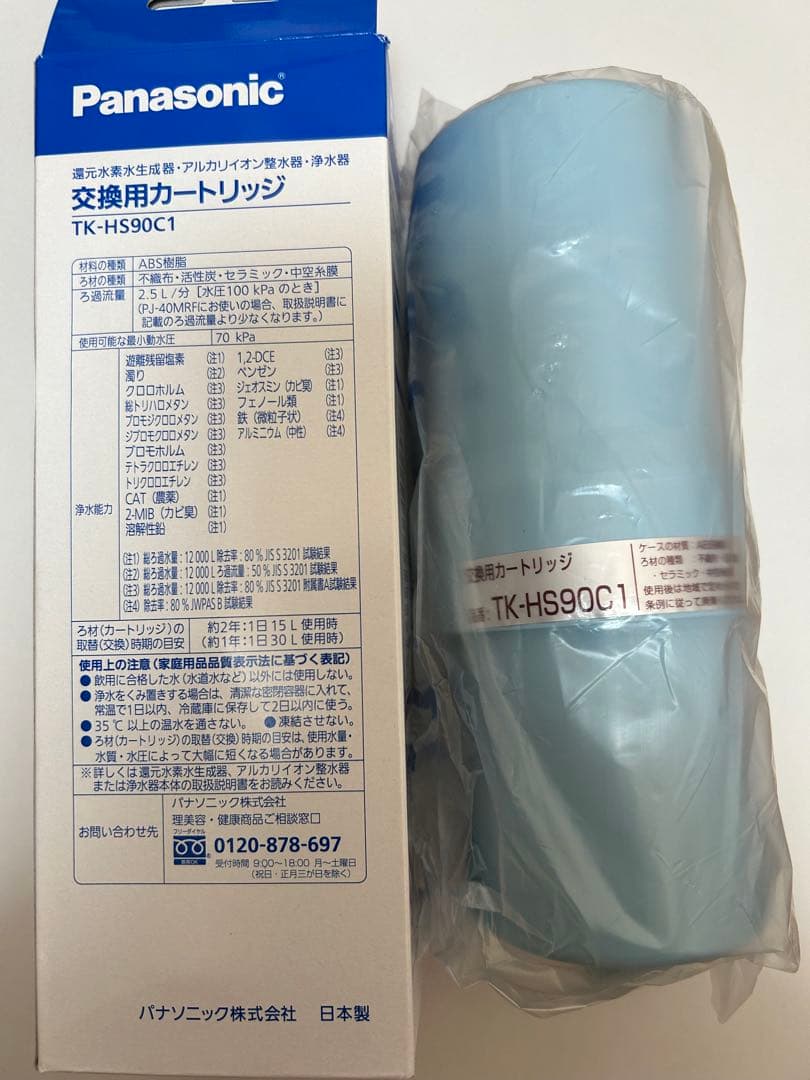 Panasonic®
還元水素水生成器・アルカリイオン整水器・浄水器
交換用カートリッジ
TK-HS90C1
材料の種類 ABS樹脂
ろ材の種類 不織布・活性炭・セラミック・中空糸膜
ろ過流量 2.5 L/分 [水圧100 kPa のとき]
(PJ-40MRFにお使いの場合、取扱説明書に
記載のろ過流量より少なくなります。)
使用可能な最小動水圧 70 kPa
浄水能力
遊離残留塩素 (注1) 1,2-DCE (注3)
濁り (注2) ベンゼン (注3)
クロロホルム (注3) ジェオスミン(カビ臭) (注1)
総トリハロメタン (注3) フェノール類 (注1)
ブロモジクロロメタン (注3) 鉄(微粒子状) (注4)
ジブロモクロロメタン (注3) アルミニウム(中性) (注4)
ブロモホルム (注3)
テトラクロロエチレン (注3)
トリクロロエチレン (注3)
CAT(農薬) (注1)
2-MIB(カビ臭) (注1)
溶解性鉛 (注1)
(注1) 総ろ過水量:12 000 L 除去率:80 % JIS S 3201 試験結果
(注2) 総ろ過水量:12 000 L ろ過流量:50 % JIS S 3201 試験結果
(注3) 総ろ過水量:12 000 L 除去率:80 % JIS S 3201 附属書A試験結果
(注4) 除去率:80 % JWPAS B 試験結果
ろ材(カートリッジ)の 約2年:1日15 L 使用時
取替(交換)時期の目安 (約1年:1日30 L 使用時)
使用上の注意(家庭用品品質表示法に基づく表記)
●飲用に合格した水(水道水など)以外には使用しない。
●浄水をくみ置きする場合は、清潔な密閉容器に入れて、
常温で1日以内、冷蔵庫に保存して2日以内に使う。
●35 ℃ 以上の温水を通さない。 ●凍結させない。
●ろ材(カートリッジ)の取替(交換)時期の目安は、使用水量・
水質・水圧によって大幅に短くなる場合があります。
※詳しくは還元水素水生成器、アルカリイオン整水器
または浄水器本体の取扱説明書をお読みください。
お問い合わせ先
パナソニック株式会社
理美容・健康商品ご相談窓口
フリーダイヤル
0120-878-697
受付時間 9:00〜18:00 月〜土曜日
(祝日・正月三が日を除く)
パナソニック株式会社 日本製
交換用カートリッジ
品番: TK-HS90C1
ケースの材質
ろ材の種類 不織布
・セラミック
使用後は地域で
条例に従って